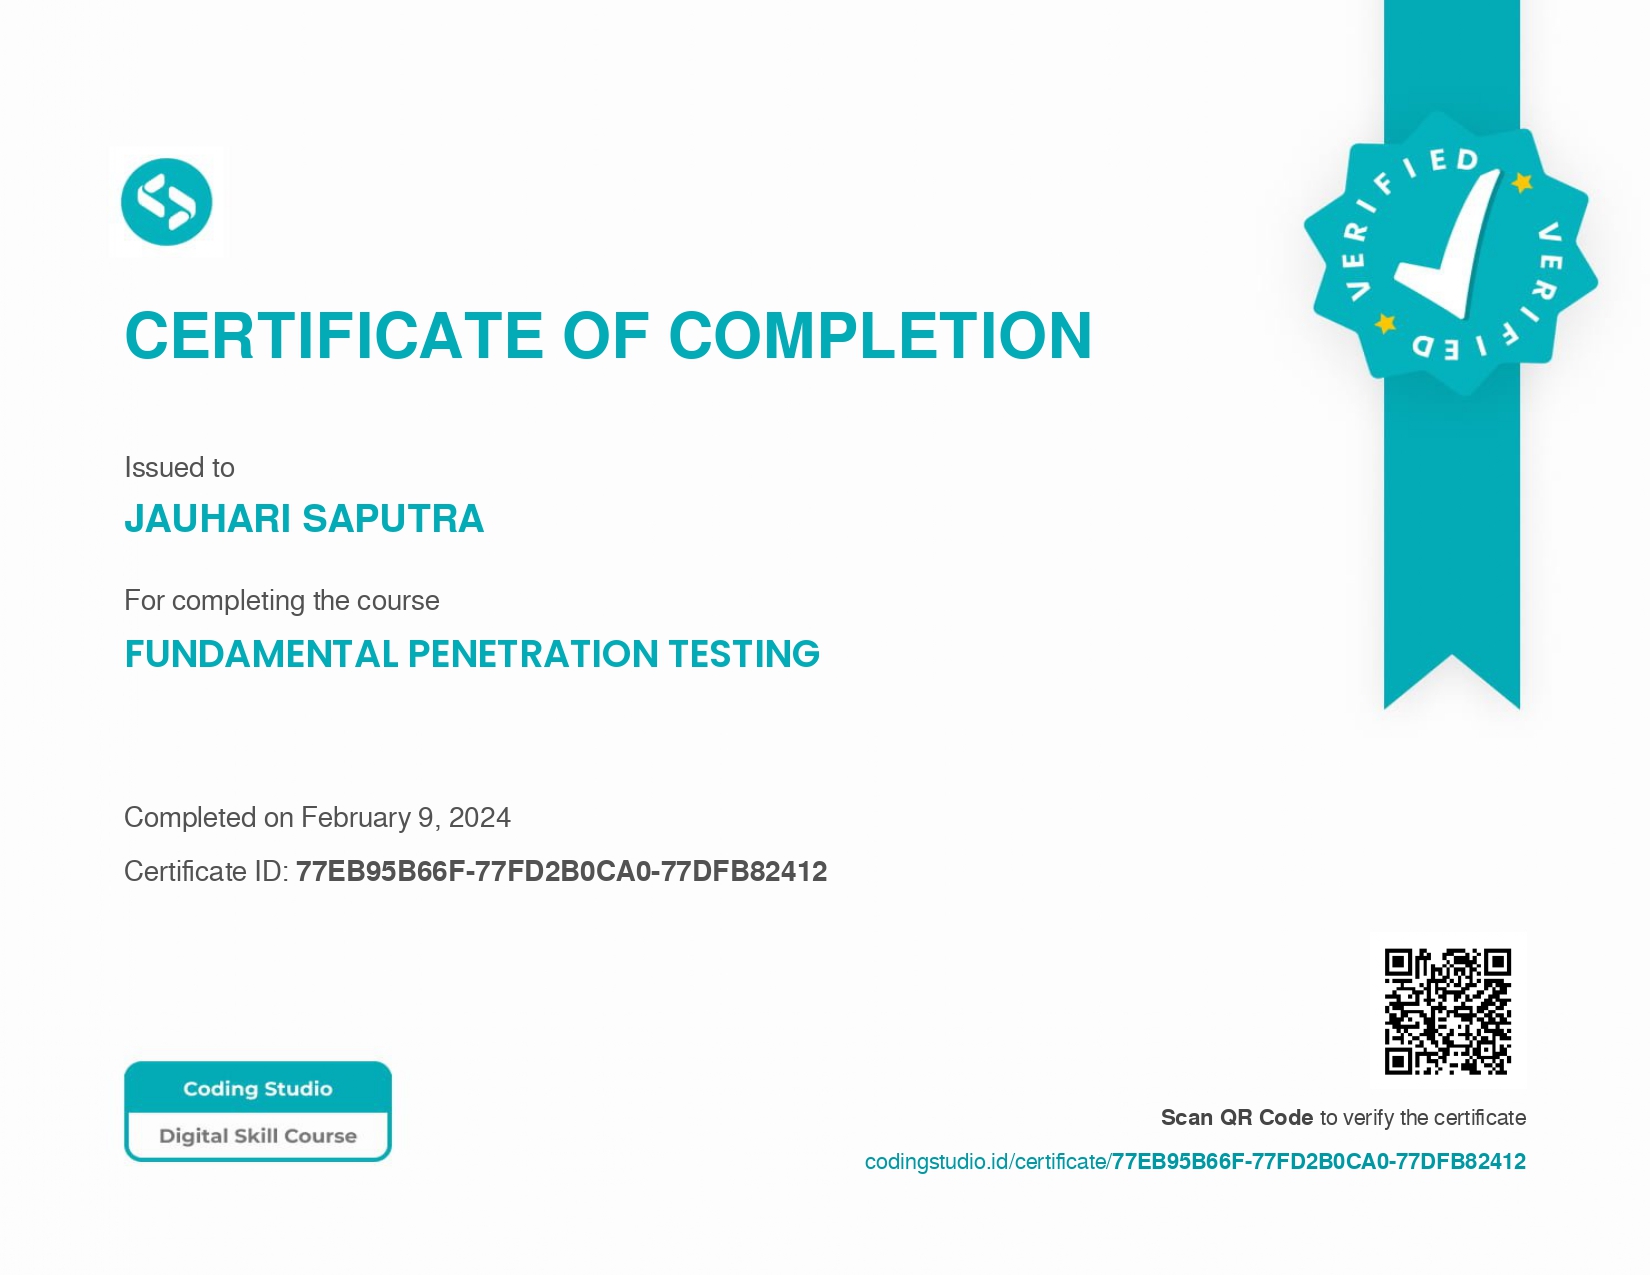 VERIFIED VERIFIED
CERTIFICATE OF COMPLETION
Issued to
JAUHARI SAPUTRA
For completing the course
FUNDAMENTAL PENETRATION TESTING
Completed on February 9, 2024
Certificate ID: 77EB95B66F-77FD2B0CA0-77DFB82412
Coding Studio
Digital Skill Course
Scan QR Code to verify the certificate
codingstudio.id/certificate/77EB95B66F-77FD2B0CA0-77DFB82412